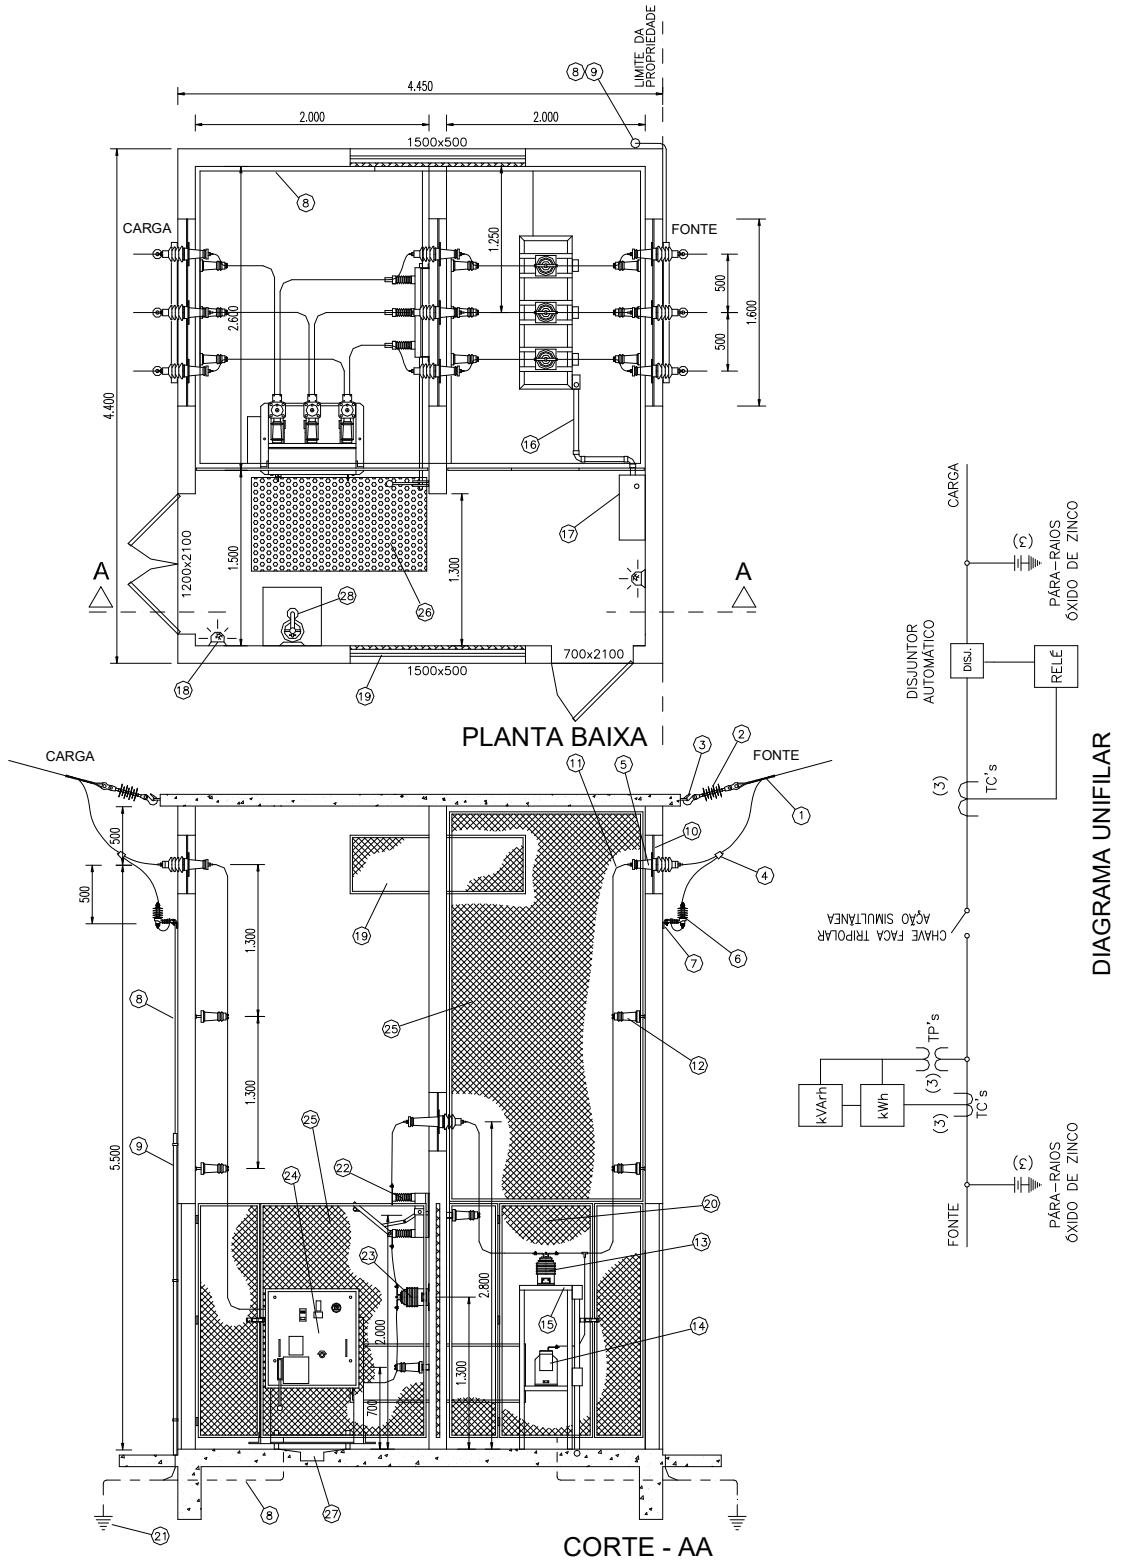 LIMITE DA
PROPRIEDADE
8
9
4.450
2.000
2.000
1500x500
8
CARGA
FONTE
1.250
500
500
1.600
2.600
4.400
16
17
1200x2100
1.500
1.300
A
A
28
26
18
19
1500x500
700x2100
PLANTA BAIXA
CARGA
FONTE
11
5
3
2
1
10
4
500
500
19
6
7
1.300
8
25
12
1.300
5.500
9
25
22
24
20
23
13
2.800
2.000
15
14
1.300
700
8
27
21
CORTE - AA
CARGA
(3)
PÁRA-RAIOS
ÓXIDO DE ZINCO
DISJUNTOR
AUTOMÁTICO
DISJ.
RELÉ
(3)
TC's
CHAVE FACA TRIPOLAR
AÇÃO SIMULTÂNEA
TP's
(3)
kVArh
kWh
(3)
TC's
FONTE
(3)
PÁRA-RAIOS
ÓXIDO DE ZINCO
DIAGRAMA UNIFILAR